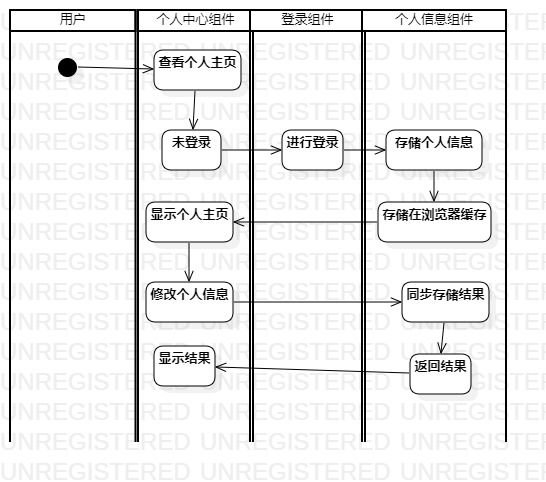 用户 个人中心组件 登录组件 个人信息组件
查看个人主页
未登录 进行登录 存储个人信息
显示个人主页 存储在浏览器缓存
修改个人信息 同步存储结果
显示结果 返回结果
UNREGISTERED UNREGISTERED UNREGISTERED